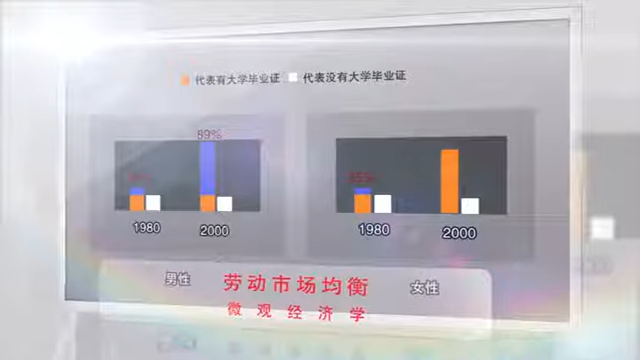 代表有大学毕业证 代表没有大学毕业证
89%
1980 2000
1980 2000
男性 女性
劳动市场均衡
微观经济学